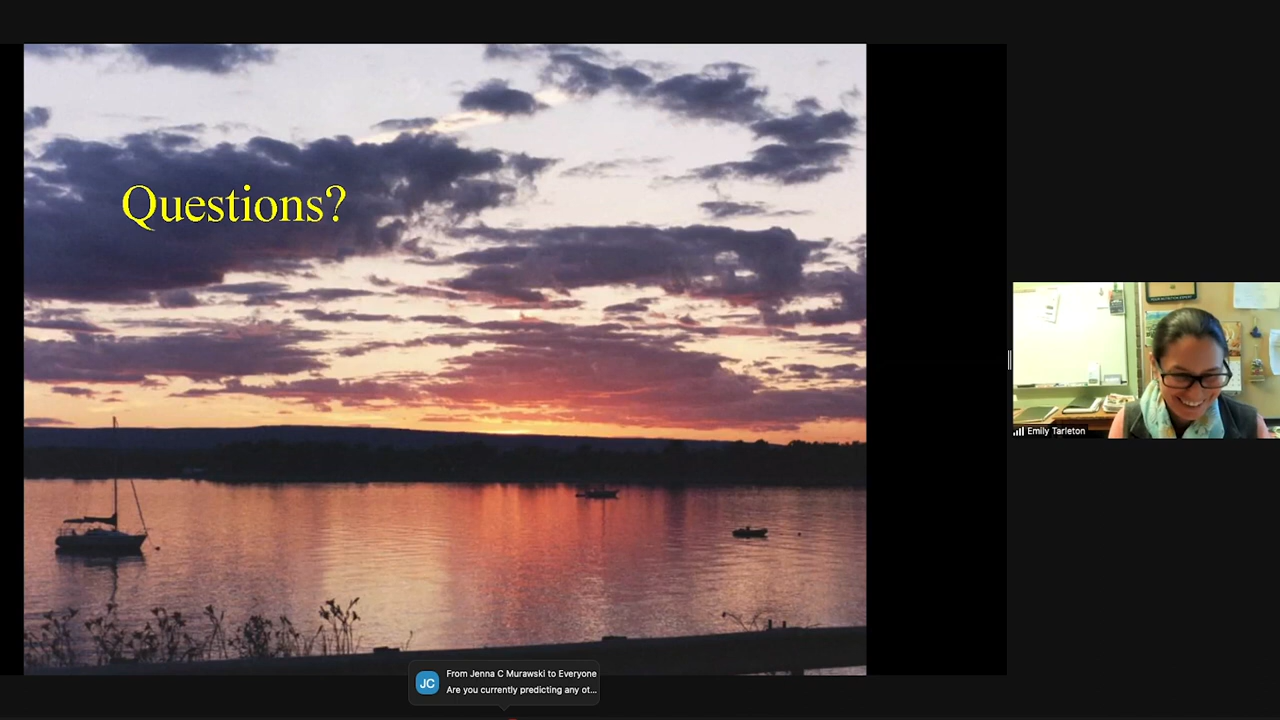 Questions?
Emily Tarleton
JC
From Jenna C Murawski to Everyone
Are you currently predicting any ot...